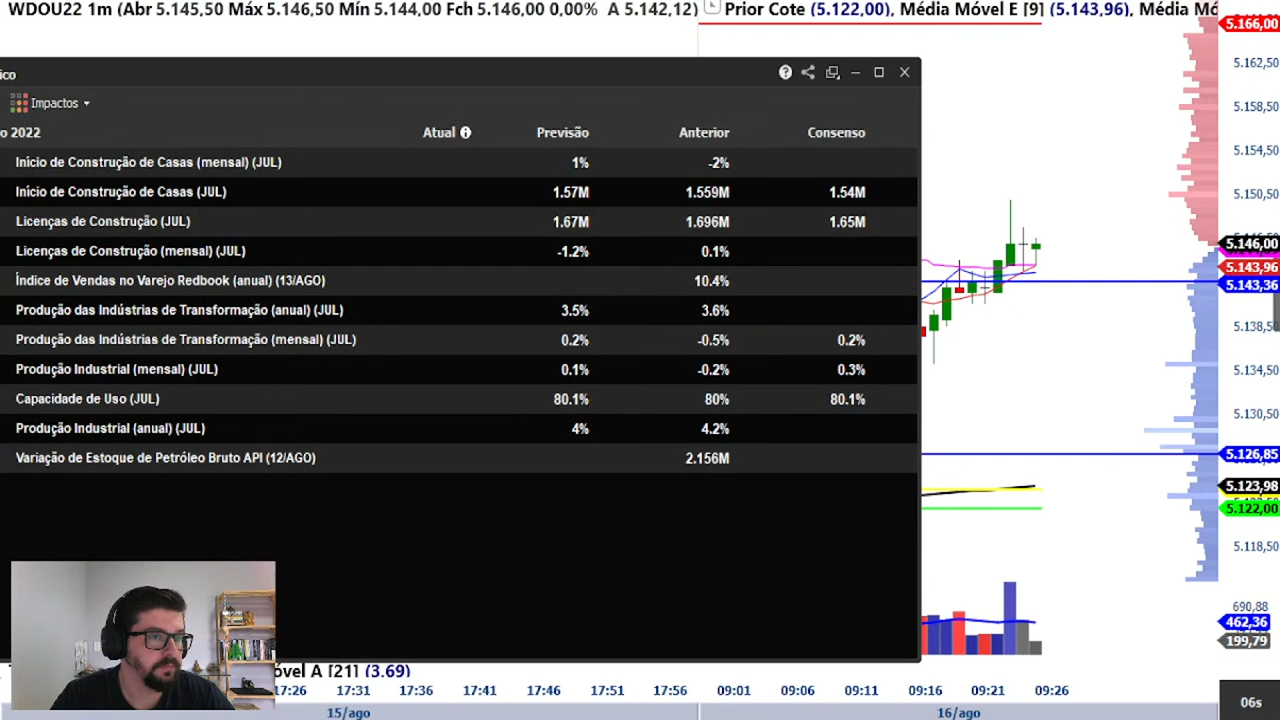 WDOU22 1m (Abr 5.145,50 Máx 5.146,50 Mín 5.144,00 Fch 5.146,00 0,00% A 5.142,12) Prior Cote (5.122,00), Média Móvel E [9] (5.143,96), Média Mó
5.166,00
5.162,50
5.158,50
5.154,50
5.150,50
5.146,00
5.143,96
5.143,36
5.138,50
5.134,50
5.130,50
5.126,85
5.123,98
5.122,00
5.118,50
690,88
462,36
199,79
ico
Impactos
o 2022 Atual Previsão Anterior Consenso
Início de Construção de Casas (mensal) (JUL) 1% -2%
Início de Construção de Casas (JUL) 1.57M 1.559M 1.54M
Licenças de Construção (JUL) 1.67M 1.696M 1.65M
Licenças de Construção (mensal) (JUL) -1.2% 0.1%
Índice de Vendas no Varejo Redbook (anual) (13/AGO) 10.4%
Produção das Indústrias de Transformação (anual) (JUL) 3.5% 3.6%
Produção das Indústrias de Transformação (mensal) (JUL) 0.2% -0.5% 0.2%
Produção Industrial (mensal) (JUL) 0.1% -0.2% 0.3%
Capacidade de Uso (JUL) 80.1% 80% 80.1%
Produção Industrial (anual) (JUL) 4% 4.2%
Variação de Estoque de Petróleo Bruto API (12/AGO) 2.156M
óvel A [21] (3.69)
17:26 17:31 17:36 17:41 17:46 17:51 17:56 09:01 09:06 09:11 09:16 09:21 09:26
15/ago 16/ago
06s